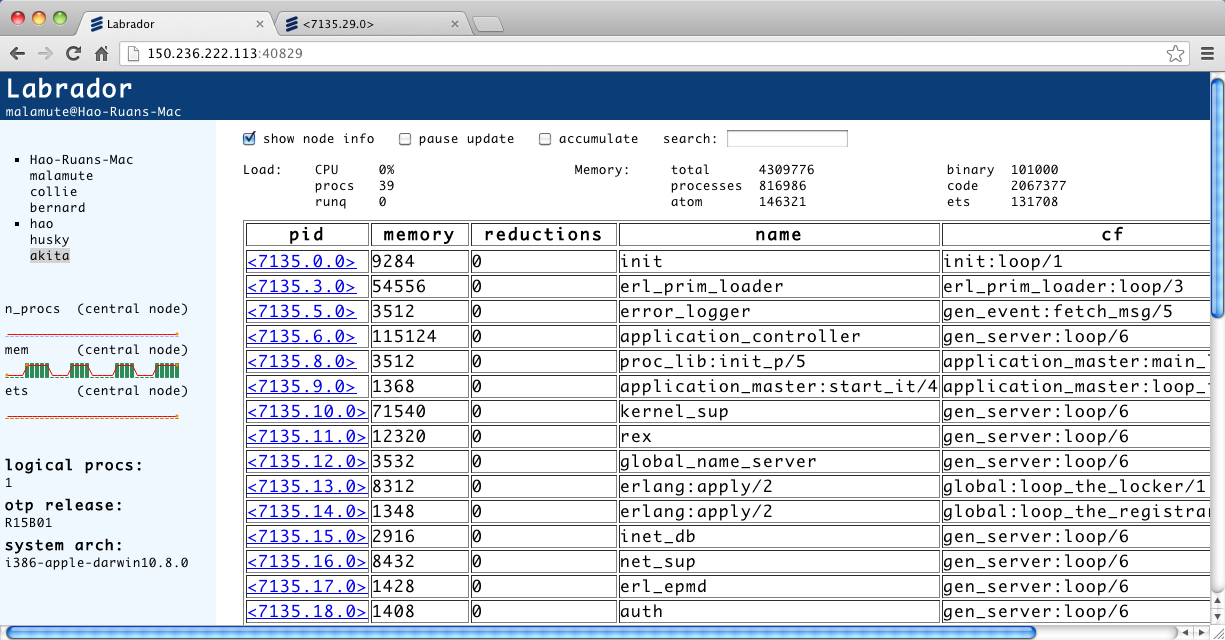 Labrador
<7135.29.0>
150.236.222.113:40829
Labrador
malamute@Hao-Ruans-Mac
show node info pause update accumulate search:
Load: CPU 0% Memory: total 4309776 binary 101000
procs 39 processes 816986 code 2067377
runq 0 atom 146321 ets 131708
Hao-Ruans-Mac
malamute
collie
bernard
hao
husky
akita
n_procs (central node)
mem (central node)
ets (central node)
logical procs:
1
otp release:
R15B01
system arch:
i386-apple-darwin10.8.0
pid memory reductions name cf
<7135.0.0> 9284 0 init init:loop/1
<7135.3.0> 54556 0 erl_prim_loader erl_prim_loader:loop/3
<7135.5.0> 3512 0 error_logger gen_event:fetch_msg/5
<7135.6.0> 115124 0 application_controller gen_server:loop/6
<7135.8.0> 3512 0 proc_lib:init_p/5 application_master:main_
<7135.9.0> 1368 0 application_master:start_it/4 application_master:loop_
<7135.10.0> 71540 0 kernel_sup gen_server:loop/6
<7135.11.0> 12320 0 rex gen_server:loop/6
<7135.12.0> 3532 0 global_name_server gen_server:loop/6
<7135.13.0> 8312 0 erlang:apply/2 global:loop_the_locker/1
<7135.14.0> 1348 0 erlang:apply/2 global:loop_the_registra
<7135.15.0> 2916 0 inet_db gen_server:loop/6
<7135.16.0> 8432 0 net_sup gen_server:loop/6
<7135.17.0> 1428 0 erl_epmd gen_server:loop/6
<7135.18.0> 1408 0 auth gen_server:loop/6